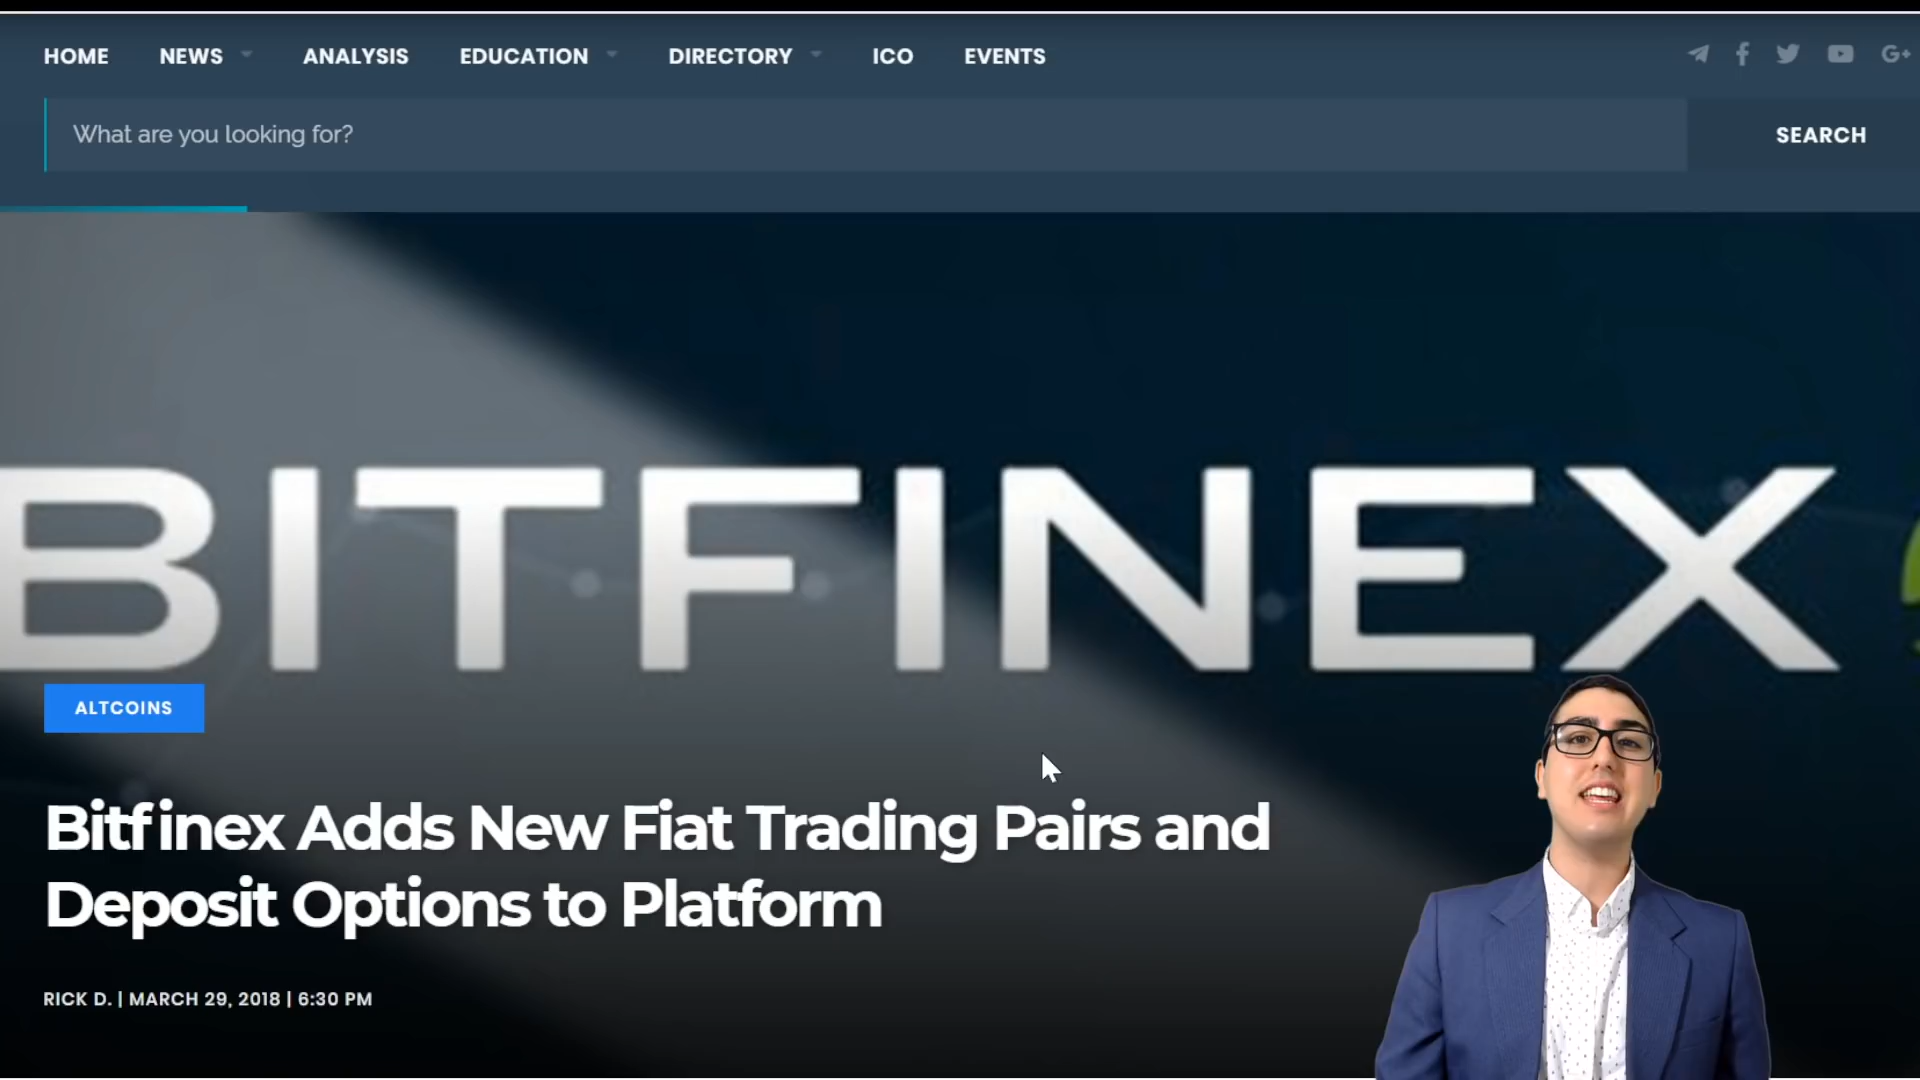 HOME NEWS ANALYSIS EDUCATION DIRECTORY ICO EVENTS
What are you looking for?
SEARCH
BITFINEX
ALTCOINS
Bitfinex Adds New Fiat Trading Pairs and
Deposit Options to Platform
RICK D. | MARCH 29, 2018 | 6:30 PM